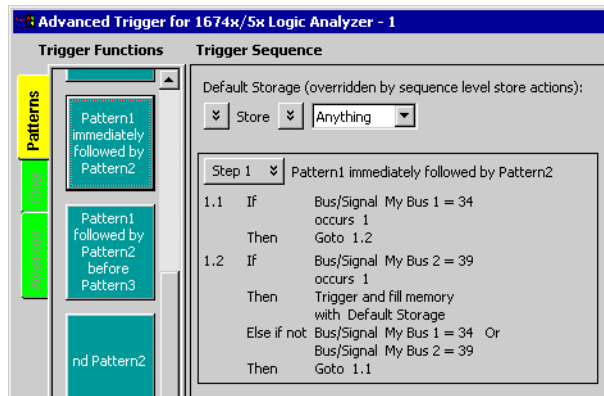 Advanced Trigger for 1674x/5x Logic Analyzer - 1
Trigger Functions
Trigger Sequence
Patterns
Other
Advanced
Pattern1
immediately
followed by
Pattern2
Pattern1
followed by
Pattern2
before
Pattern3
nd Pattern2
Default Storage (overridden by sequence level store actions):
Store Anything
Step 1 Pattern1 immediately followed by Pattern2
1.1 If Bus/Signal My Bus 1 = 34
occurs 1
Then Goto 1.2
1.2 If Bus/Signal My Bus 2 = 39
occurs 1
Then Trigger and fill memory
with Default Storage
Else if not Bus/Signal My Bus 1 = 34 Or
Bus/Signal My Bus 2 = 39
Then Goto 1.1